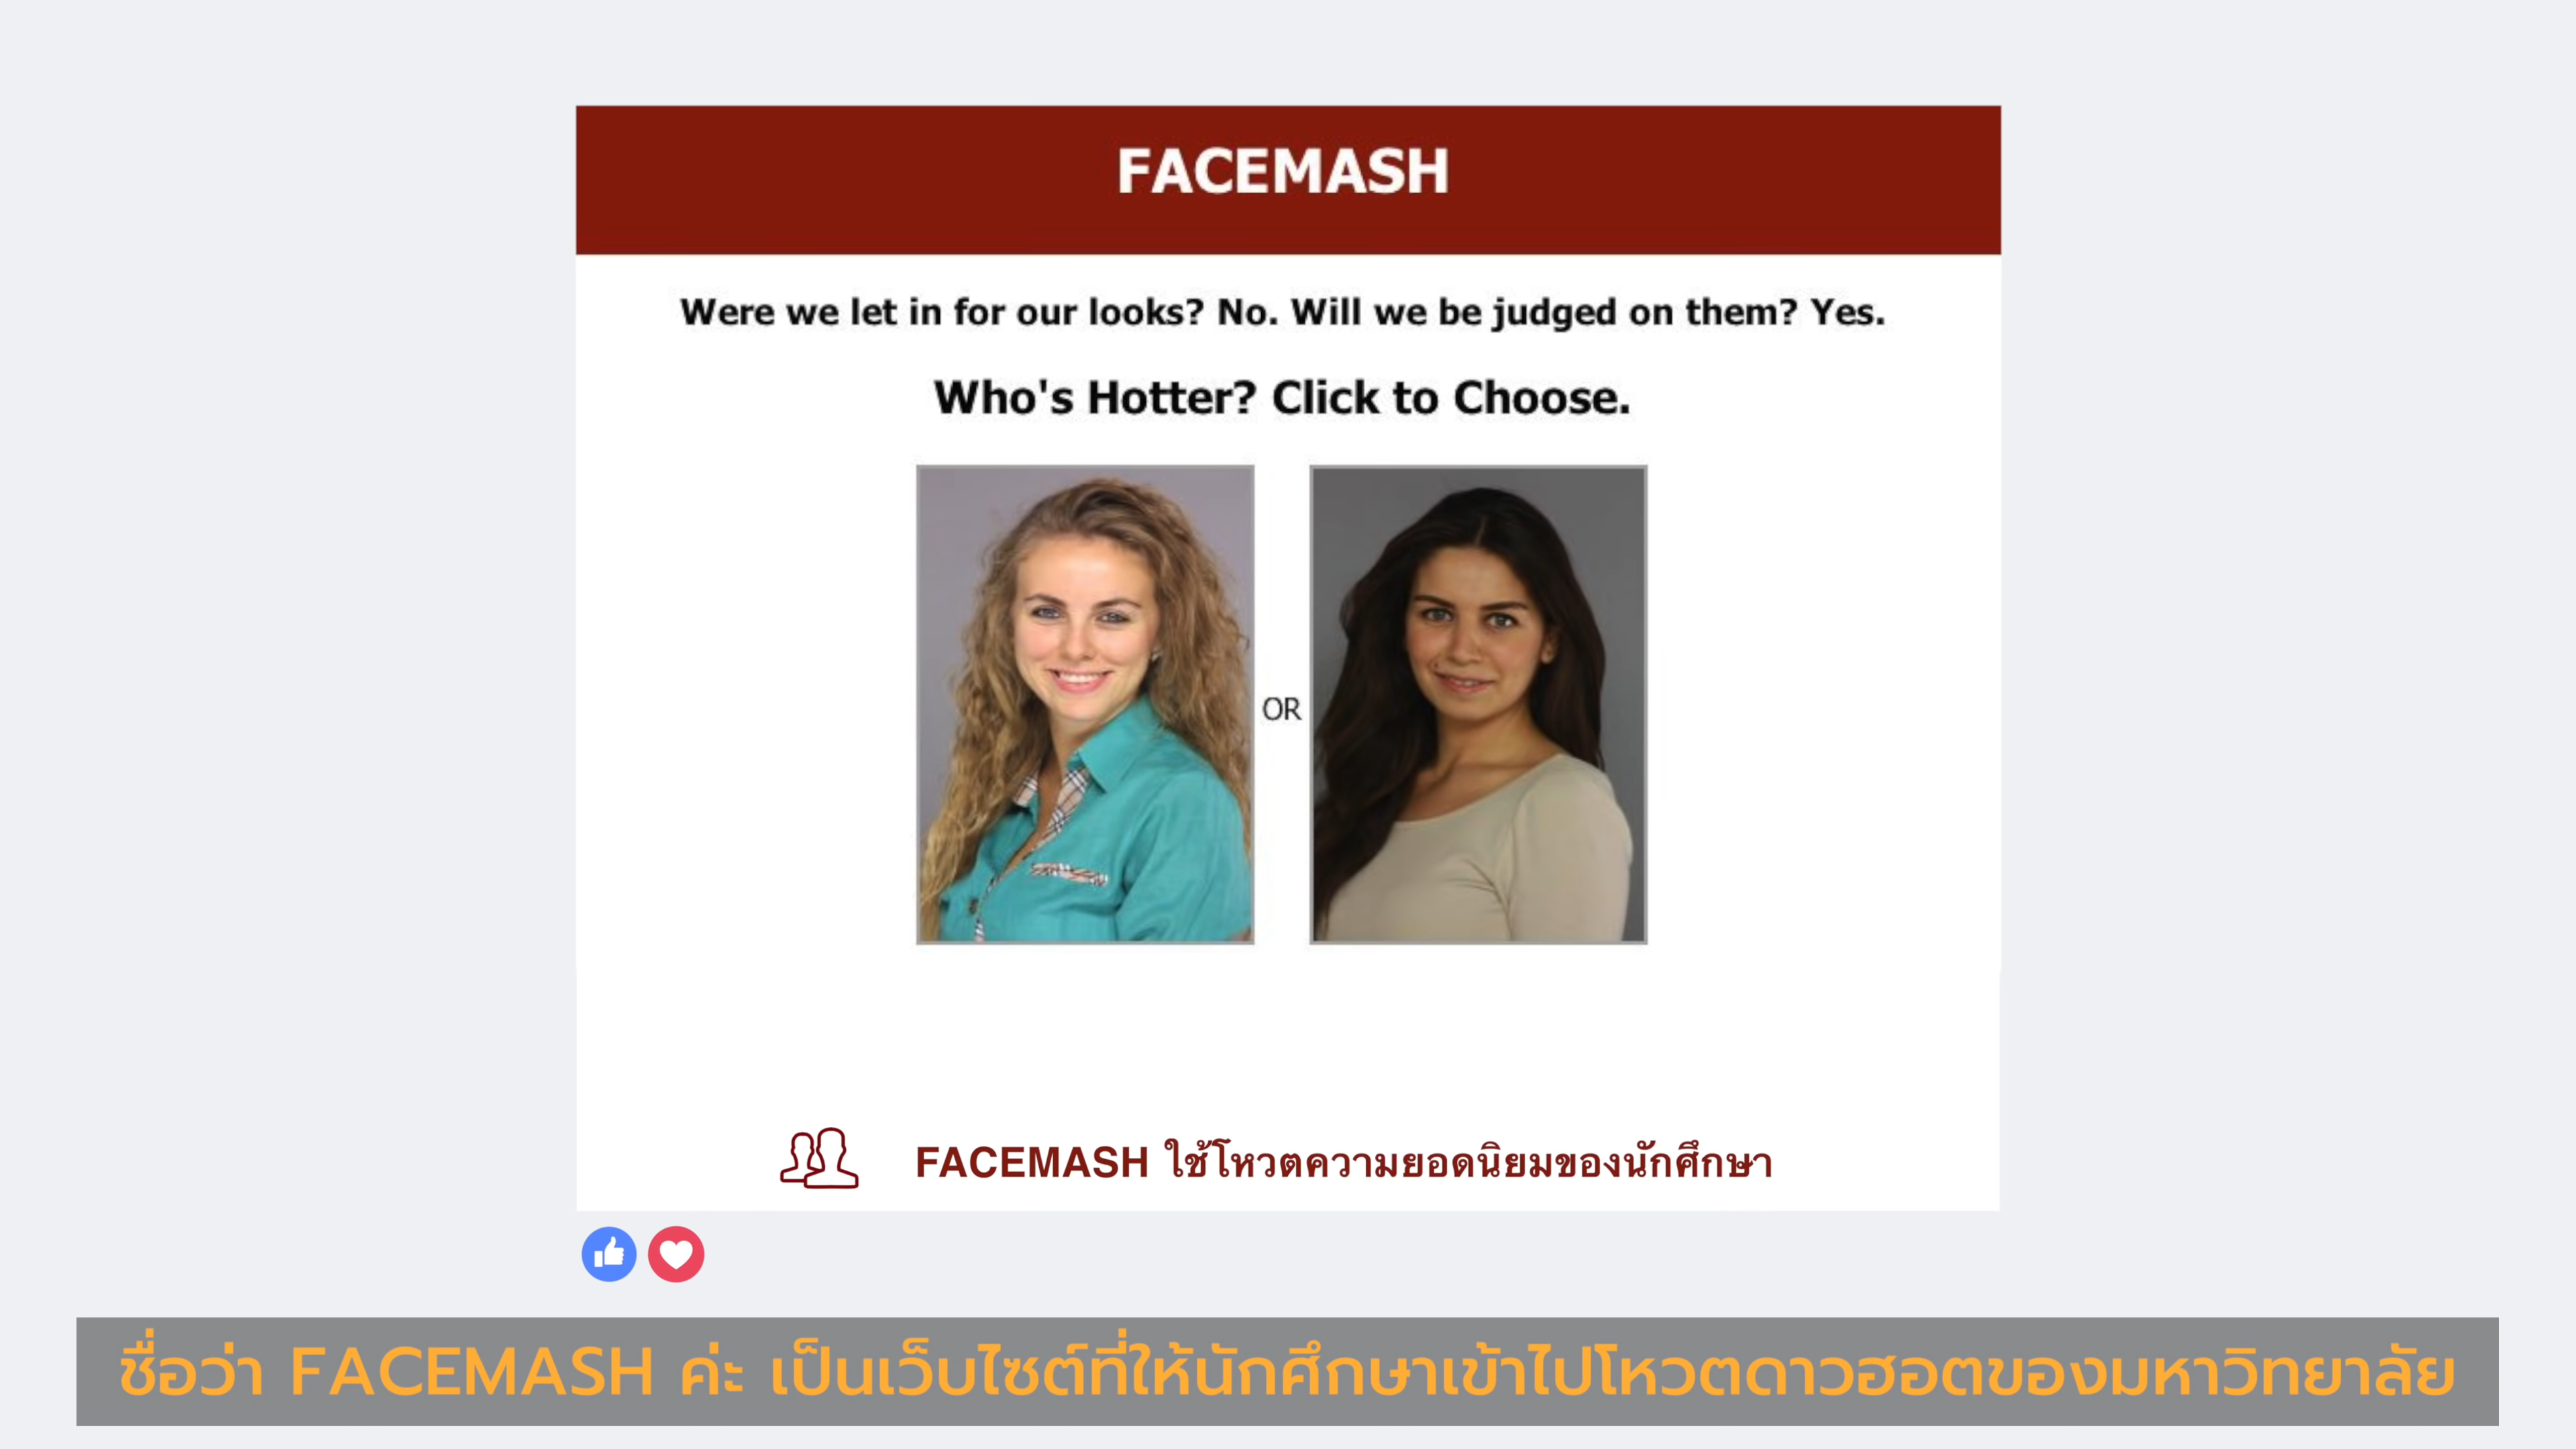 FACEMASH
Were we let in for our looks? No. Will we be judged on them? Yes.
Who's Hotter? Click to Choose.
OR
FACEMASH ใช้โหวตความยอดนิยมของนักศึกษา
ชื่อว่า FACEMASH ค่ะ เป็นเว็บไซต์ที่ให้นักศึกษาเข้าไปโหวตดาวฮอตของมหาวิทยาลัย